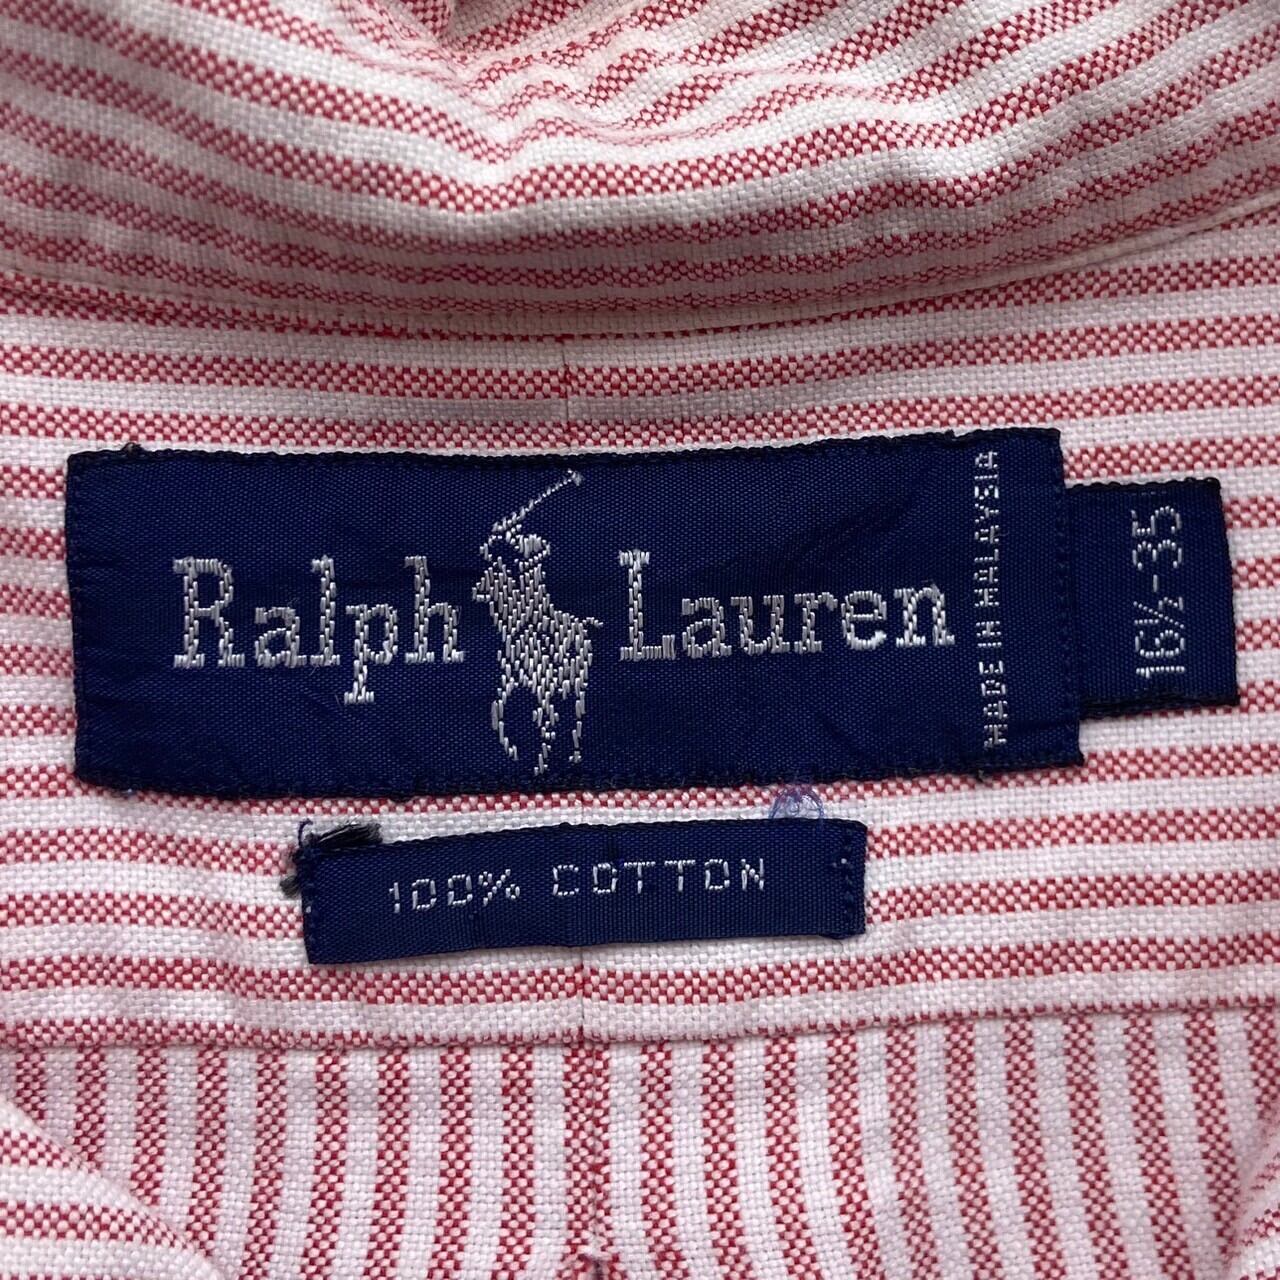 Ralph Lauren
MADE IN MALAYSIA
16½-35
100% COTTON